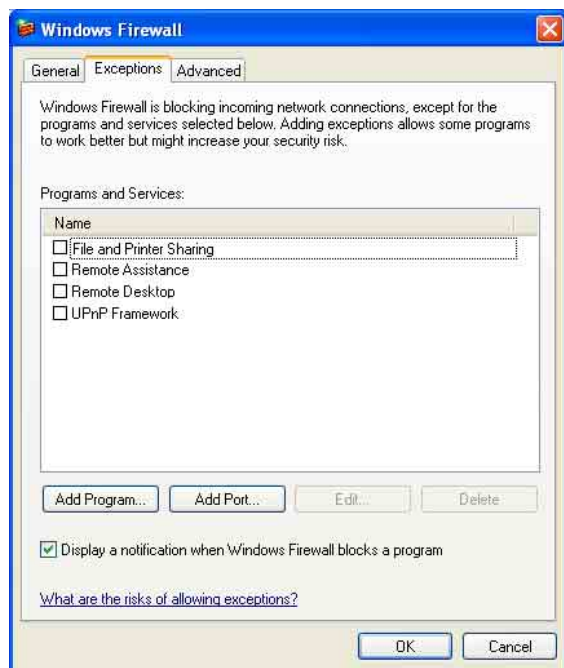 Windows Firewall
General Exceptions Advanced
Windows Firewall is blocking incoming network connections, except for the
programs and services selected below. Adding exceptions allows some programs
to work better but might increase your security risk.
Programs and Services:
Name
File and Printer Sharing
Remote Assistance
Remote Desktop
UPnP Framework
Add Program... Add Port... Edit... Delete
Display a notification when Windows Firewall blocks a program
What are the risks of allowing exceptions?
OK Cancel